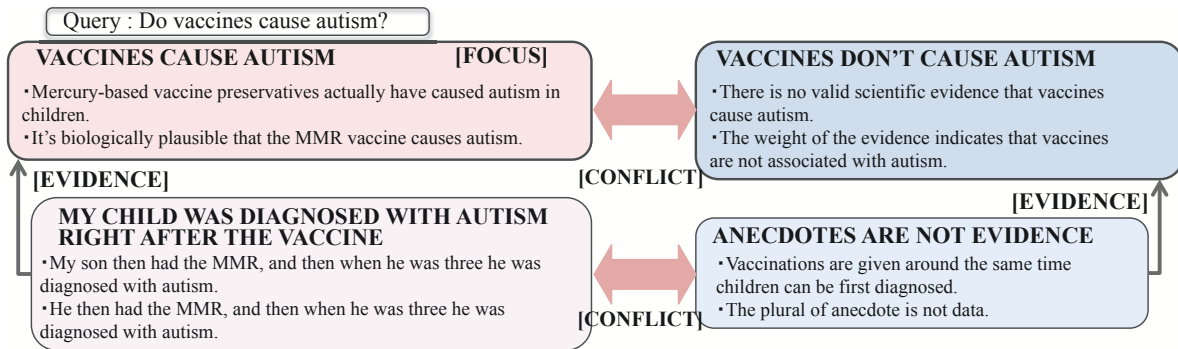 Query : Do vaccines cause autism?
VACCINES CAUSE AUTISM [FOCUS]
・Mercury-based vaccine preservatives actually have caused autism in
children.
・It’s biologically plausible that the MMR vaccine causes autism.
VACCINES DON’T CAUSE AUTISM
・There is no valid scientific evidence that vaccines
cause autism.
・The weight of the evidence indicates that vaccines
are not associated with autism.
[EVIDENCE]
[CONFLICT]
[EVIDENCE]
MY CHILD WAS DIAGNOSED WITH AUTISM
RIGHT AFTER THE VACCINE
・My son then had the MMR, and then when he was three he was
diagnosed with autism.
・He then had the MMR, and then when he was three he was
diagnosed with autism.
ANECDOTES ARE NOT EVIDENCE
・Vaccinations are given around the same time
children can be first diagnosed.
・The plural of anecdote is not data.
[CONFLICT]